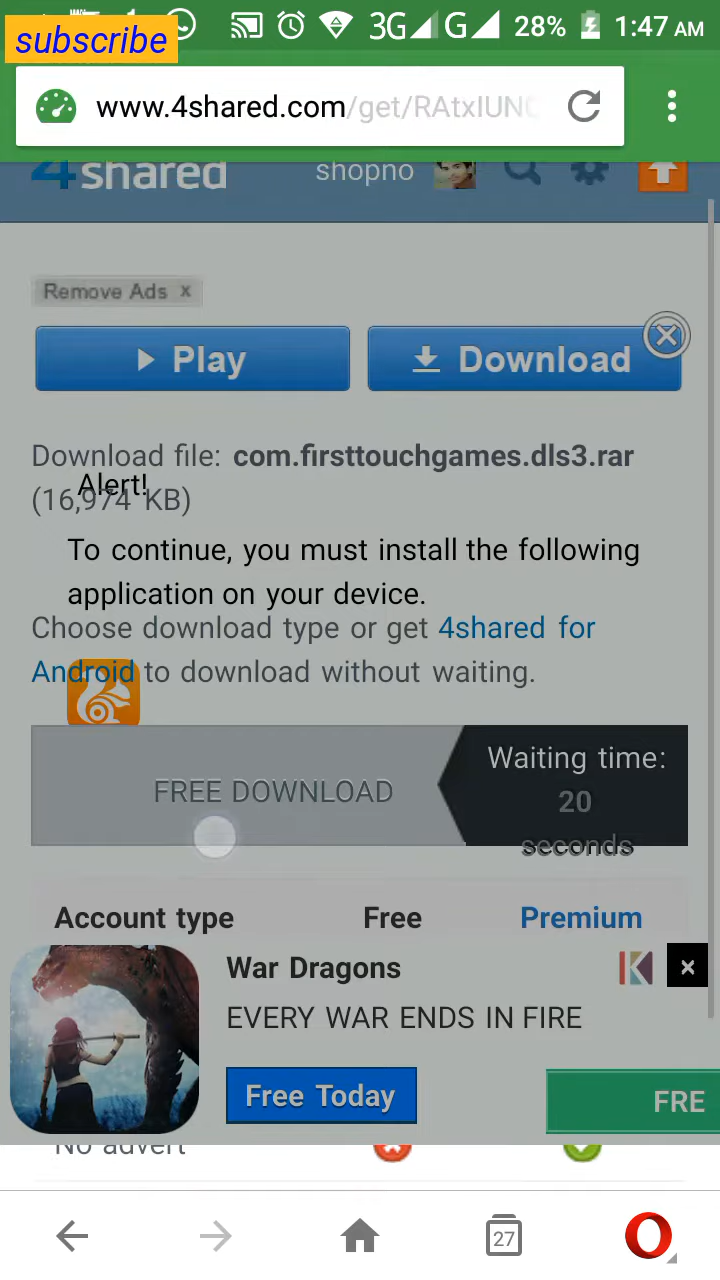 subscribe
3G G 28% 1:47 AM
www.4shared.com/get/RAtxIUN
4shared shopno
Remove Ads x
Play Download
Download file: com.firsttouchgames.dls3.rar
Alert!
(16,974 KB)
To continue, you must install the following
application on your device.
Choose download type or get 4shared for
Android to download without waiting.
FREE DOWNLOAD
Waiting time:
20
seconds
Account type Free Premium
War Dragons
EVERY WAR ENDS IN FIRE
Free Today FRE
No advert
27